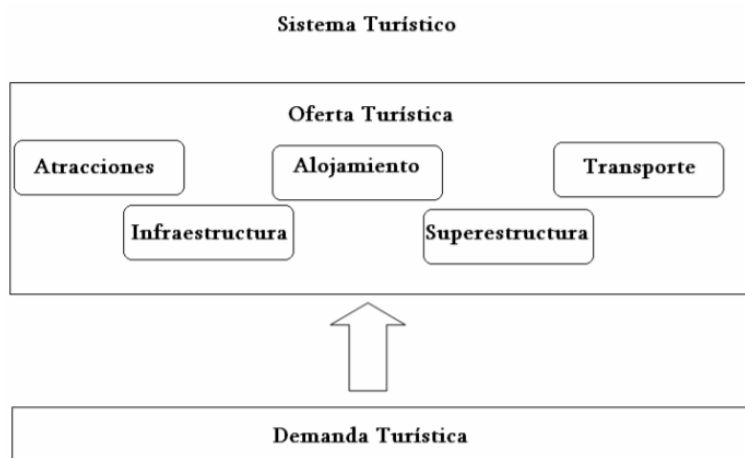 Sistema Turístico
Oferta Turística
Atracciones
Alojamiento
Transporte
Infraestructura
Superestructura
Demanda Turística